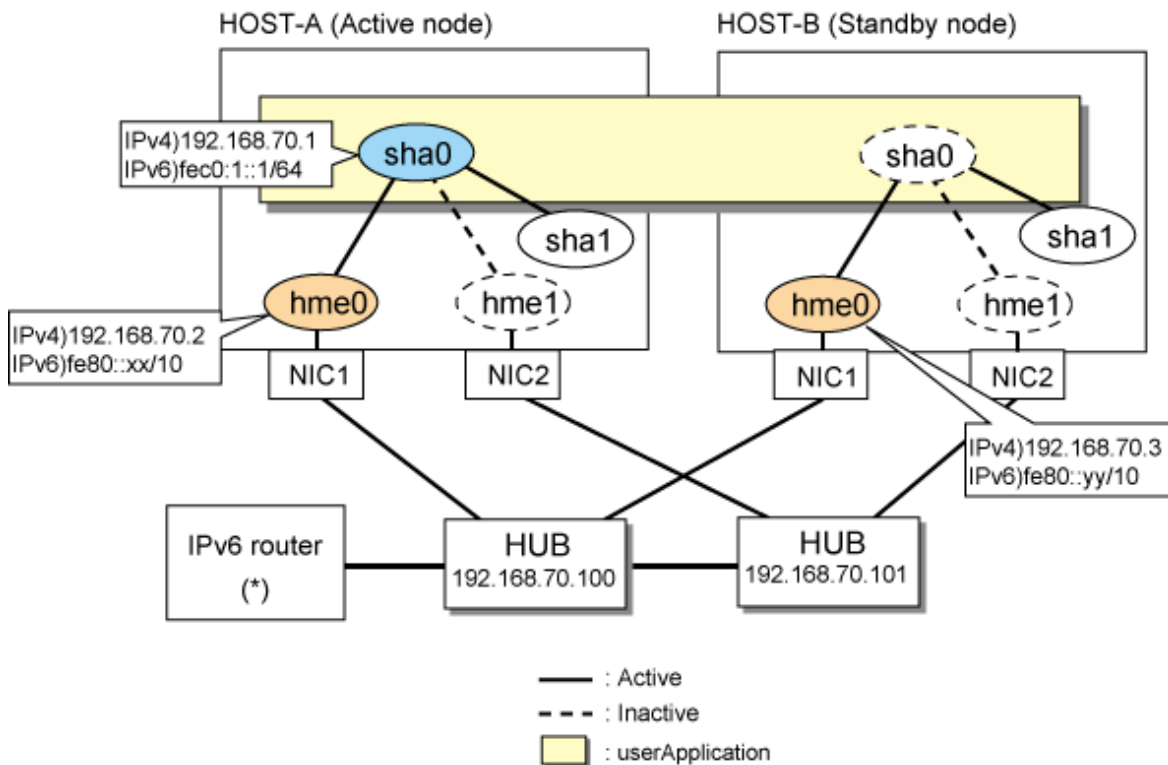 HOST-A (Active node)
HOST-B (Standby node)
IPv4)192.168.70.1
IPv6)fec0:1::1/64
sha0
sha0
sha1
sha1
hme0
hme1
hme0
hme1
IPv4)192.168.70.2
IPv6)fe80::xx/10
NIC1
NIC2
NIC1
NIC2
IPv4)192.168.70.3
IPv6)fe80::yy/10
IPv6 router
(*)
HUB
192.168.70.100
HUB
192.168.70.101
: Active
: Inactive
: userApplication